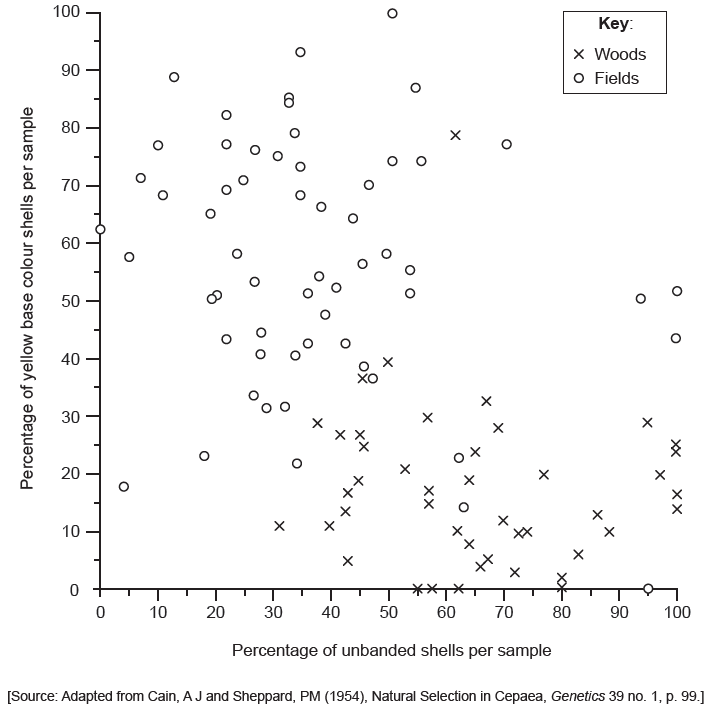 100
90
80
70
60
50
40
30
20
10
0
Percentage of yellow base colour shells per sample
Key:
Woods
Fields
0 10 20 30 40 50 60 70 80 90 100
Percentage of unbanded shells per sample
[Source: Adapted from Cain, A J and Sheppard, PM (1954), Natural Selection in Cepaea, Genetics 39 no. 1, p. 99.]